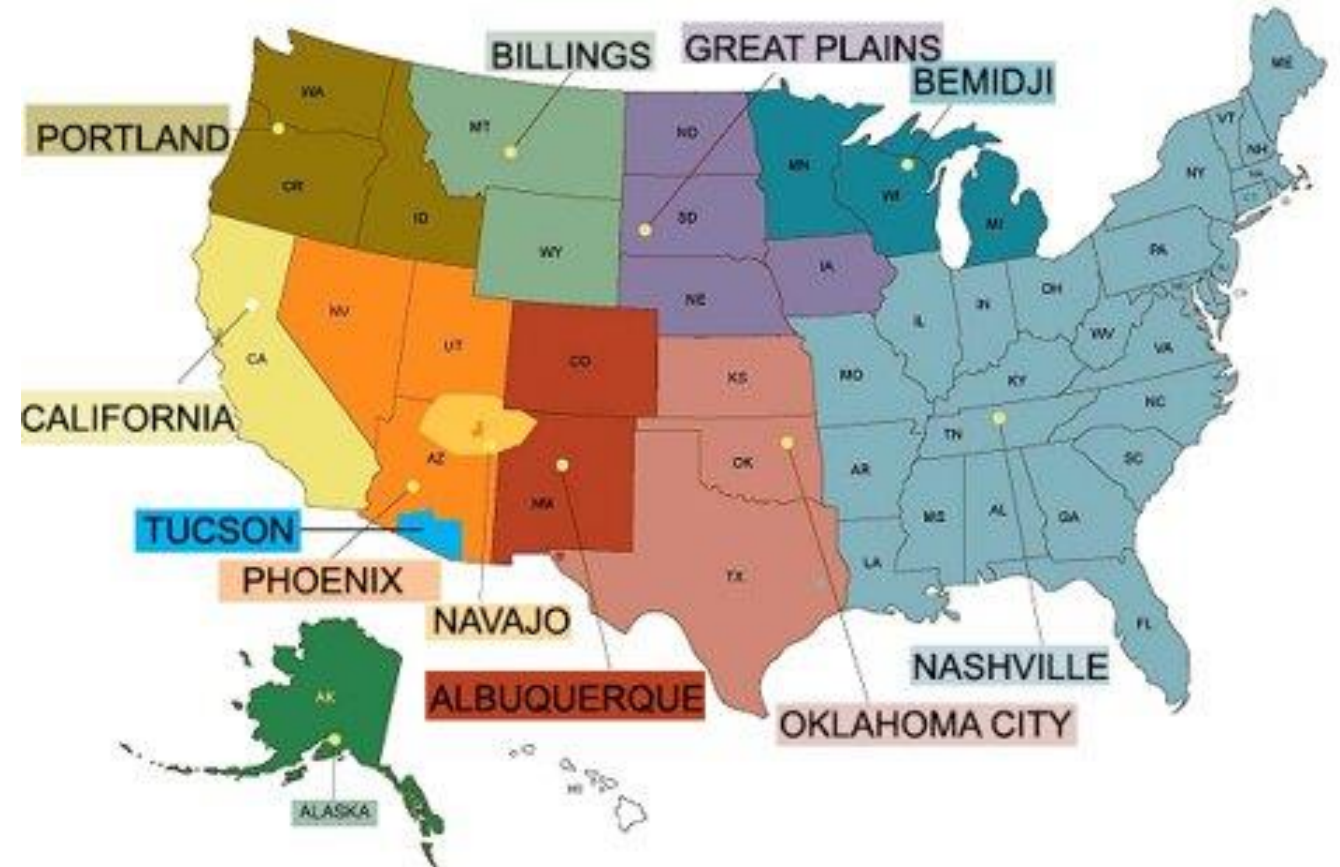 BILLINGS
GREAT PLAINS
BEMIDJI
PORTLAND
CALIFORNIA
TUCSON
PHOENIX
NAVAJO
ALBUQUERQUE
NASHVILLE
OKLAHOMA CITY
ALASKA
WA
OR
ID
MT
WY
ND
SD
NE
IA
MN
WI
MI
CA
NV
UT
AZ
CO
NM
KS
OK
TX
MO
AR
LA
IL
IN
OH
KY
TN
MS
AL
GA
FL
SC
NC
VA
WV
PA
NY
VT
NH
ME
AK
HI